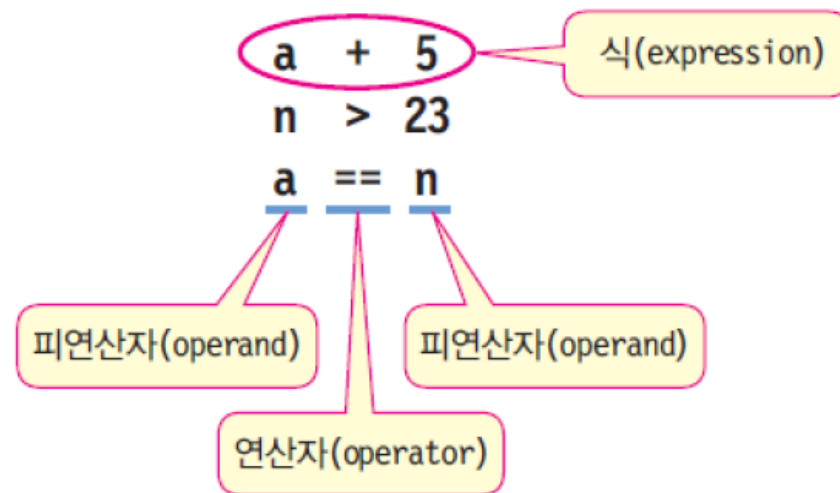 a + 5
식(expression)
n > 23
a == n
피연산자(operand)
피연산자(operand)
연산자(operator)